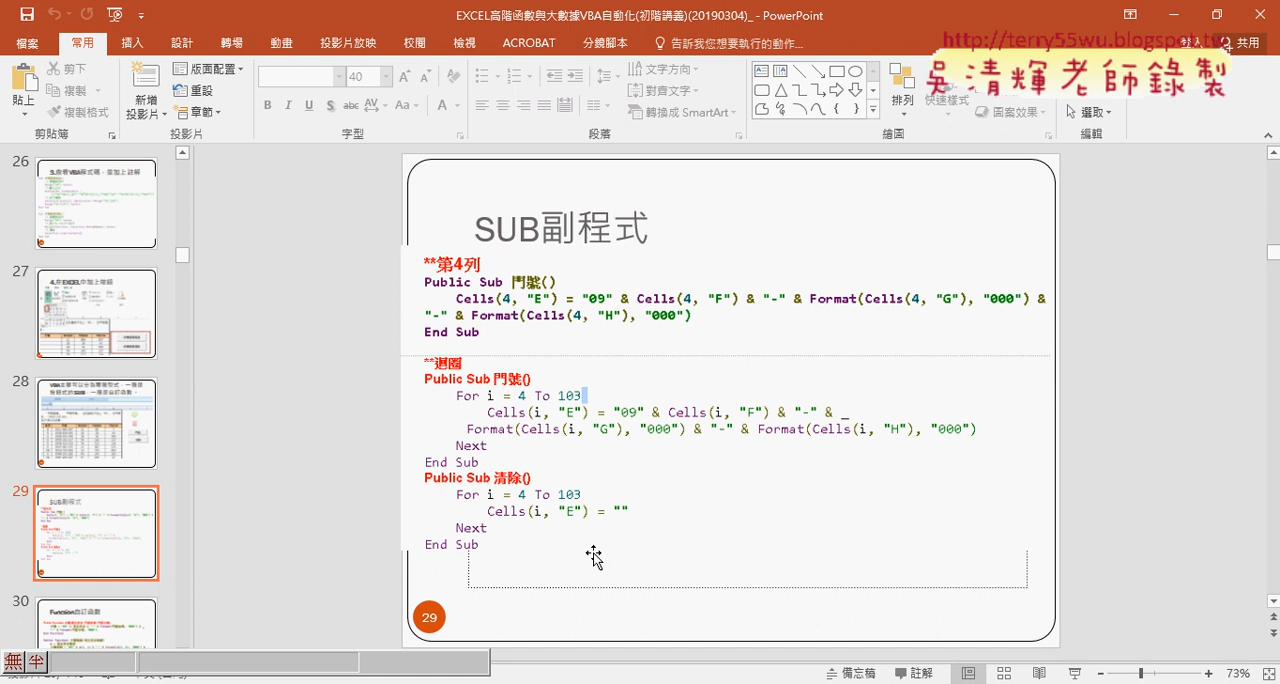 EXCEL高階函數與大數據VBA自動化(初階講義)(20190304)_ - PowerPoint
http://terry55wu.blogspot.tw
吳清輝老師錄製
檔案 常用 插入 設計 轉場 動畫 投影片放映 校閱 檢視 ACROBAT 分鏡腳本 告訴我您想要執行的動作... 登入 共用
貼上 剪下 複製 複製格式
新增投影片 版面配置 重設 章節
40
B I U S abc AV Aa A
文字方向 對齊文字 轉換成 SmartArt
排列 快速樣式 圖案效果 選取
剪貼簿 投影片 字型 段落 繪圖 編輯
26
27
28
29
30
SUB副程式
**第4列
Public Sub 門號()
Cells(4, "E") = "09" & Cells(4, "F") & "-" & Format(Cells(4, "G"), "000") &
"-" & Format(Cells(4, "H"), "000")
End Sub
**迴圈
Public Sub 門號()
For i = 4 To 103
Cells(i, "E") = "09" & Cells(i, "F") & "-" & _
Format(Cells(i, "G"), "000") & "-" & Format(Cells(i, "H"), "000")
Next
End Sub
Public Sub 清除()
For i = 4 To 103
Cells(i, "E") = ""
Next
End Sub
29
無 半
備忘稿 註解 73%